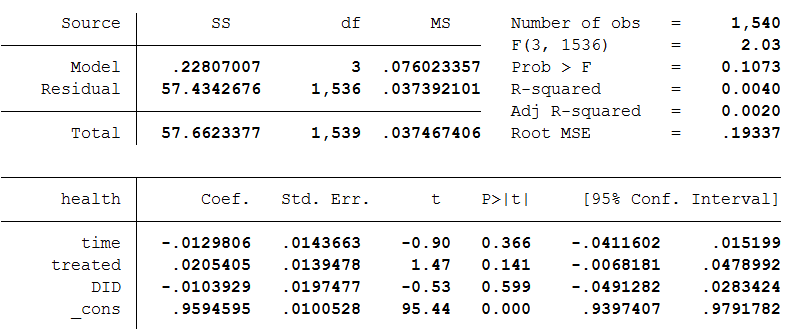 Source SS df MS Number of obs = 1,540
F(3, 1536) = 2.03
Model .22807007 3 .076023357 Prob > F = 0.1073
Residual 57.4342676 1,536 .037392101 R-squared = 0.0040
Adj R-squared = 0.0020
Total 57.6623377 1,539 .037467406 Root MSE = .19337
health Coef. Std. Err. t P>|t| [95% Conf. Interval]
time -.0129806 .0143663 -0.90 0.366 -.0411602 .015199
treated .0205405 .0139478 1.47 0.141 -.0068181 .0478992
DID -.0103929 .0197477 -0.53 0.599 -.0491282 .0283424
_cons .9594595 .0100528 95.44 0.000 .9397407 .9791782